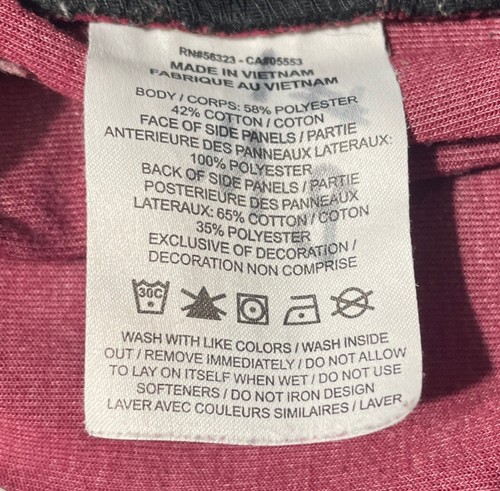 RN#56323 - CA#05553
MADE IN VIETNAM
FABRIQUE AU VIETNAM
BODY / CORPS: 58% POLYESTER
42% COTTON / COTON
FACE OF SIDE PANELS / PARTIE
ANTERIEURE DES PANNEAUX LATERAUX:
100% POLYESTER
BACK OF SIDE PANELS / PARTIE
POSTERIEURE DES PANNEAUX
LATERAUX: 65% COTTON / COTON
35% POLYESTER
EXCLUSIVE OF DECORATION /
DECORATION NON COMPRISE
30C
WASH WITH LIKE COLORS / WASH INSIDE
OUT / REMOVE IMMEDIATELY / DO NOT ALLOW
TO LAY ON ITSELF WHEN WET / DO NOT USE
SOFTENERS / DO NOT IRON DESIGN
LAVER AVEC COULEURS SIMILAIRES / LAVER